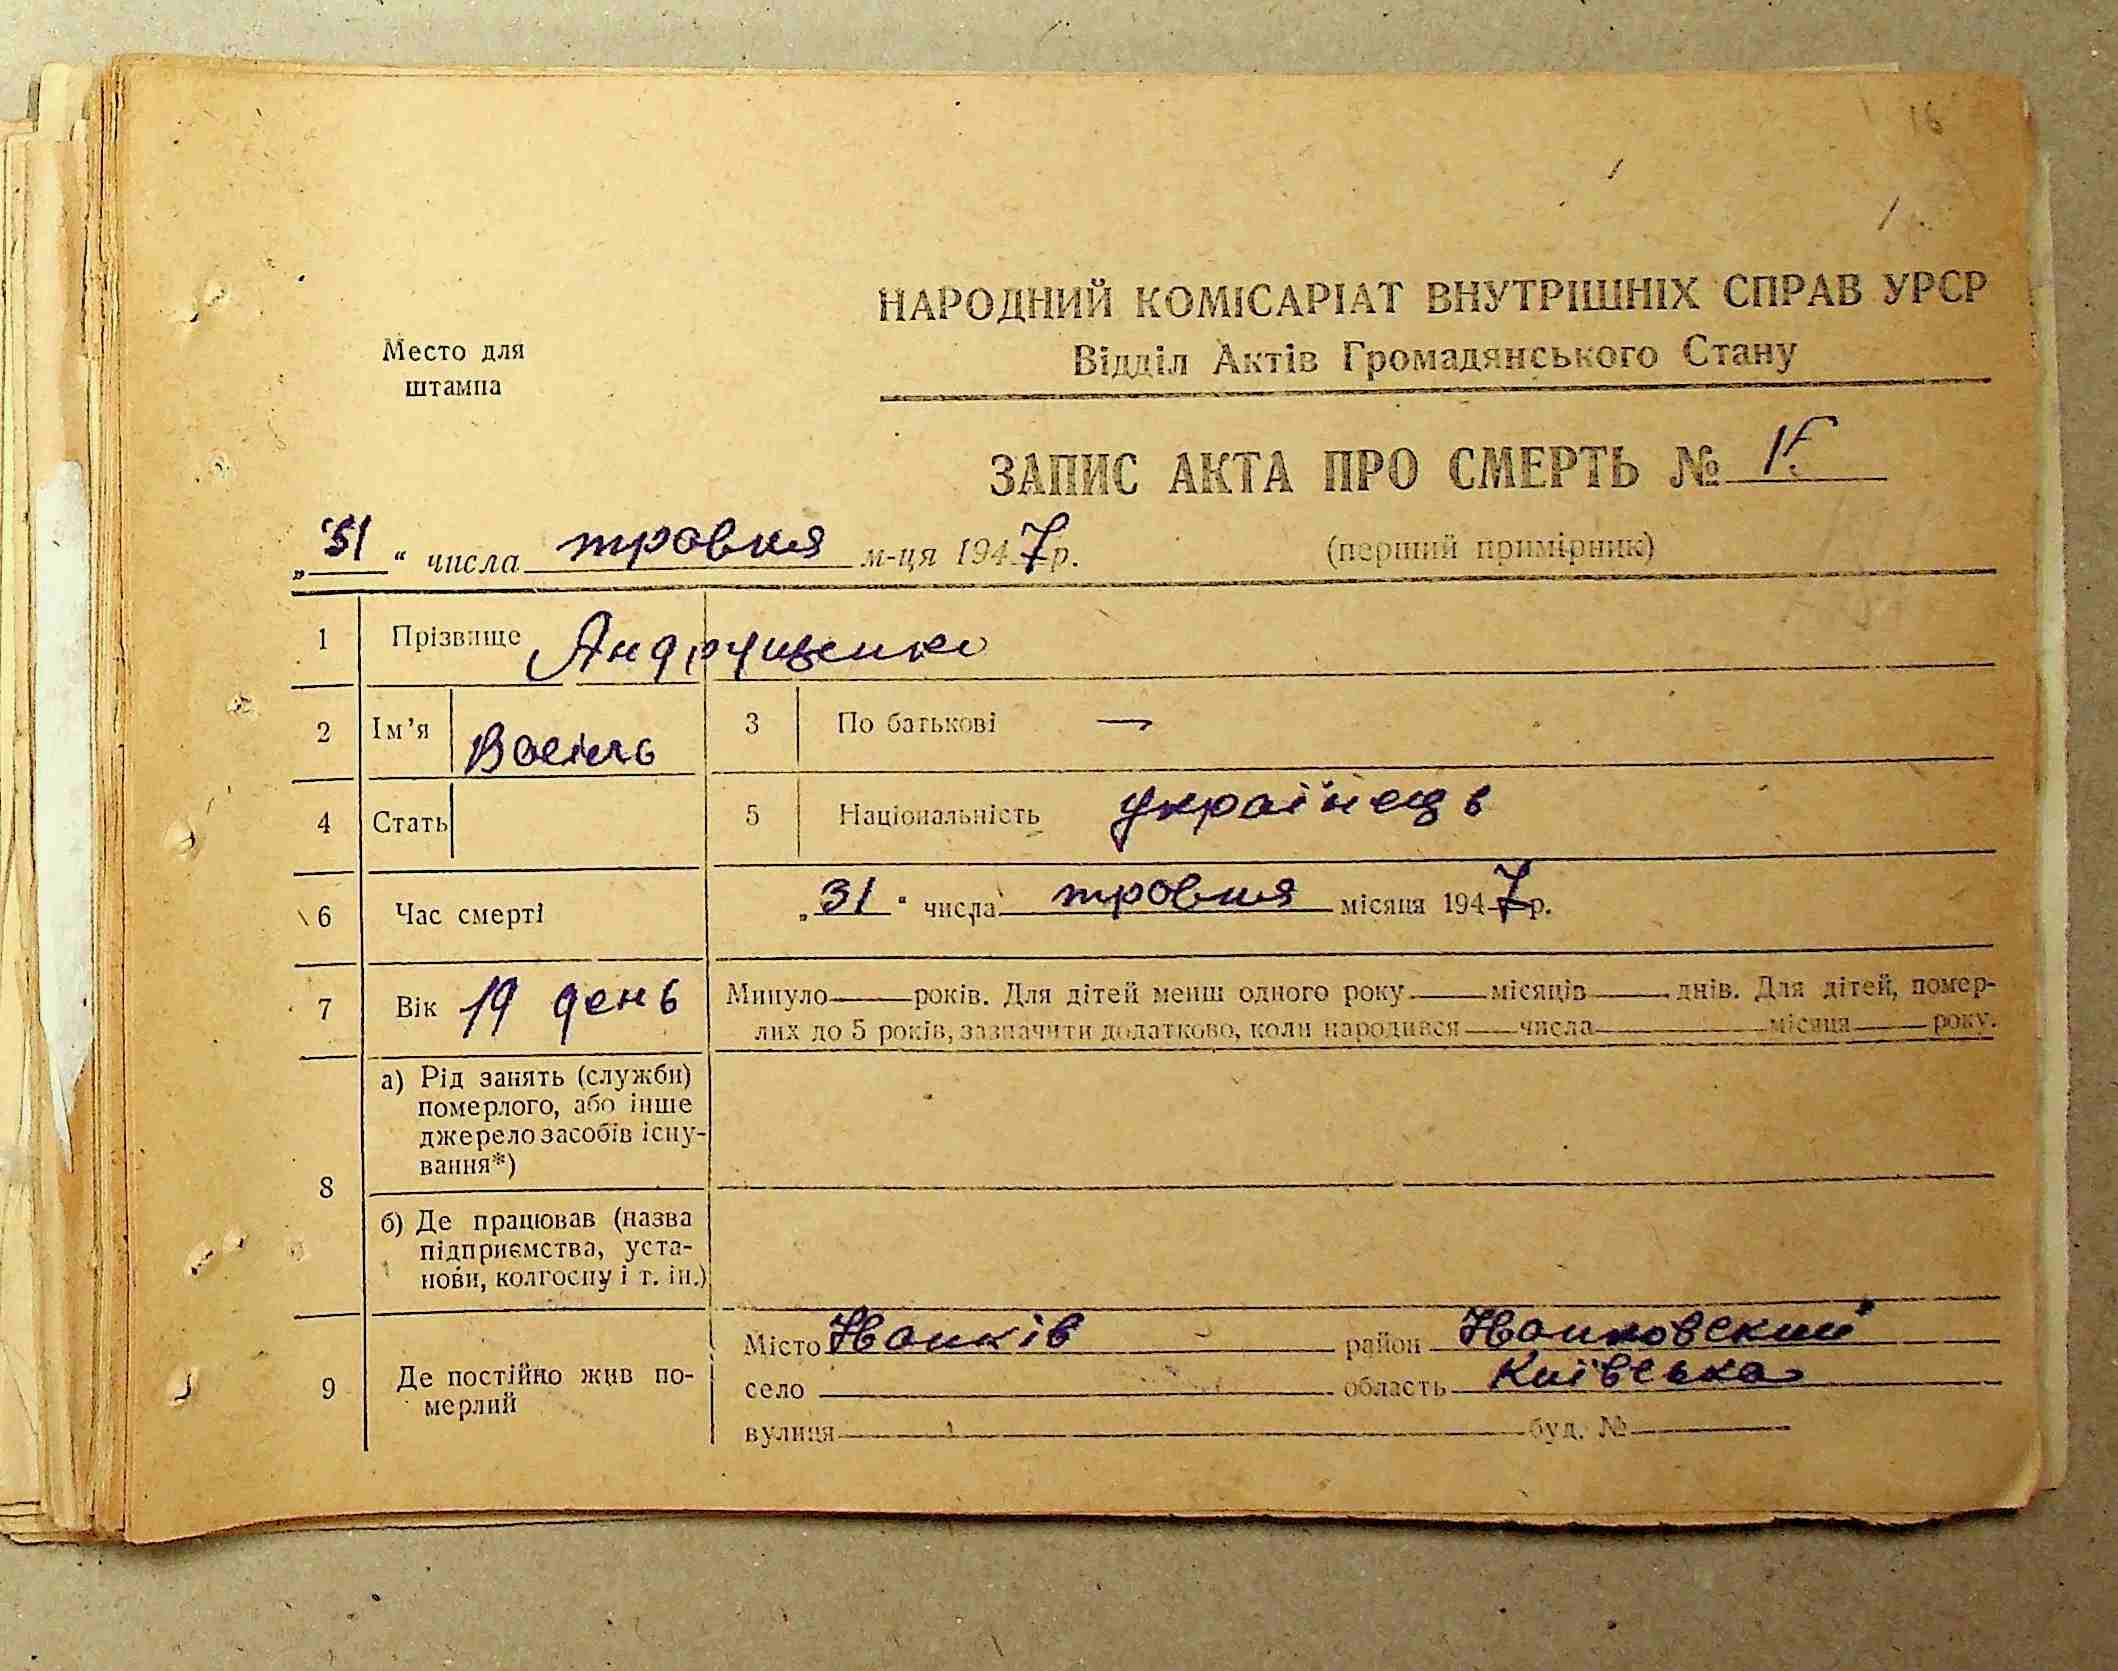 16
НАРОДНИЙ КОМІСАРІАТ ВНУТРІШНІХ СПРАВ УРСР
Відділ Актів Громадянського Стану
Место для
штампа
ЗАПИС АКТА ПРО СМЕРТЬ №
„31“ числа травня м-ця 1947р.
(перший примірник)
1 Прізвище Андрущенко
2 Ім'я Василь 3 По батькові —
4 Стать 5 Національність українець
6 Час смерті „31“ числа травня місяця 1947р.
7 Вік 19 день Минуло року. Для дітей менш одного року місяців днів. Для дітей, помер-
лих до 5 років, зазначити додатково, коли народився числа місяця року.
8 а) Рід занять (служби)
померлого, або інше
джерело засобів існу-
вання*)
б) Де працював (назва
підприємства, уста-
нови, колгоспу і т. ін.)
9 Де постійно жив по-
мерлий
Місто Іванків район Іванковский
село область Київська
вулиця буд. №